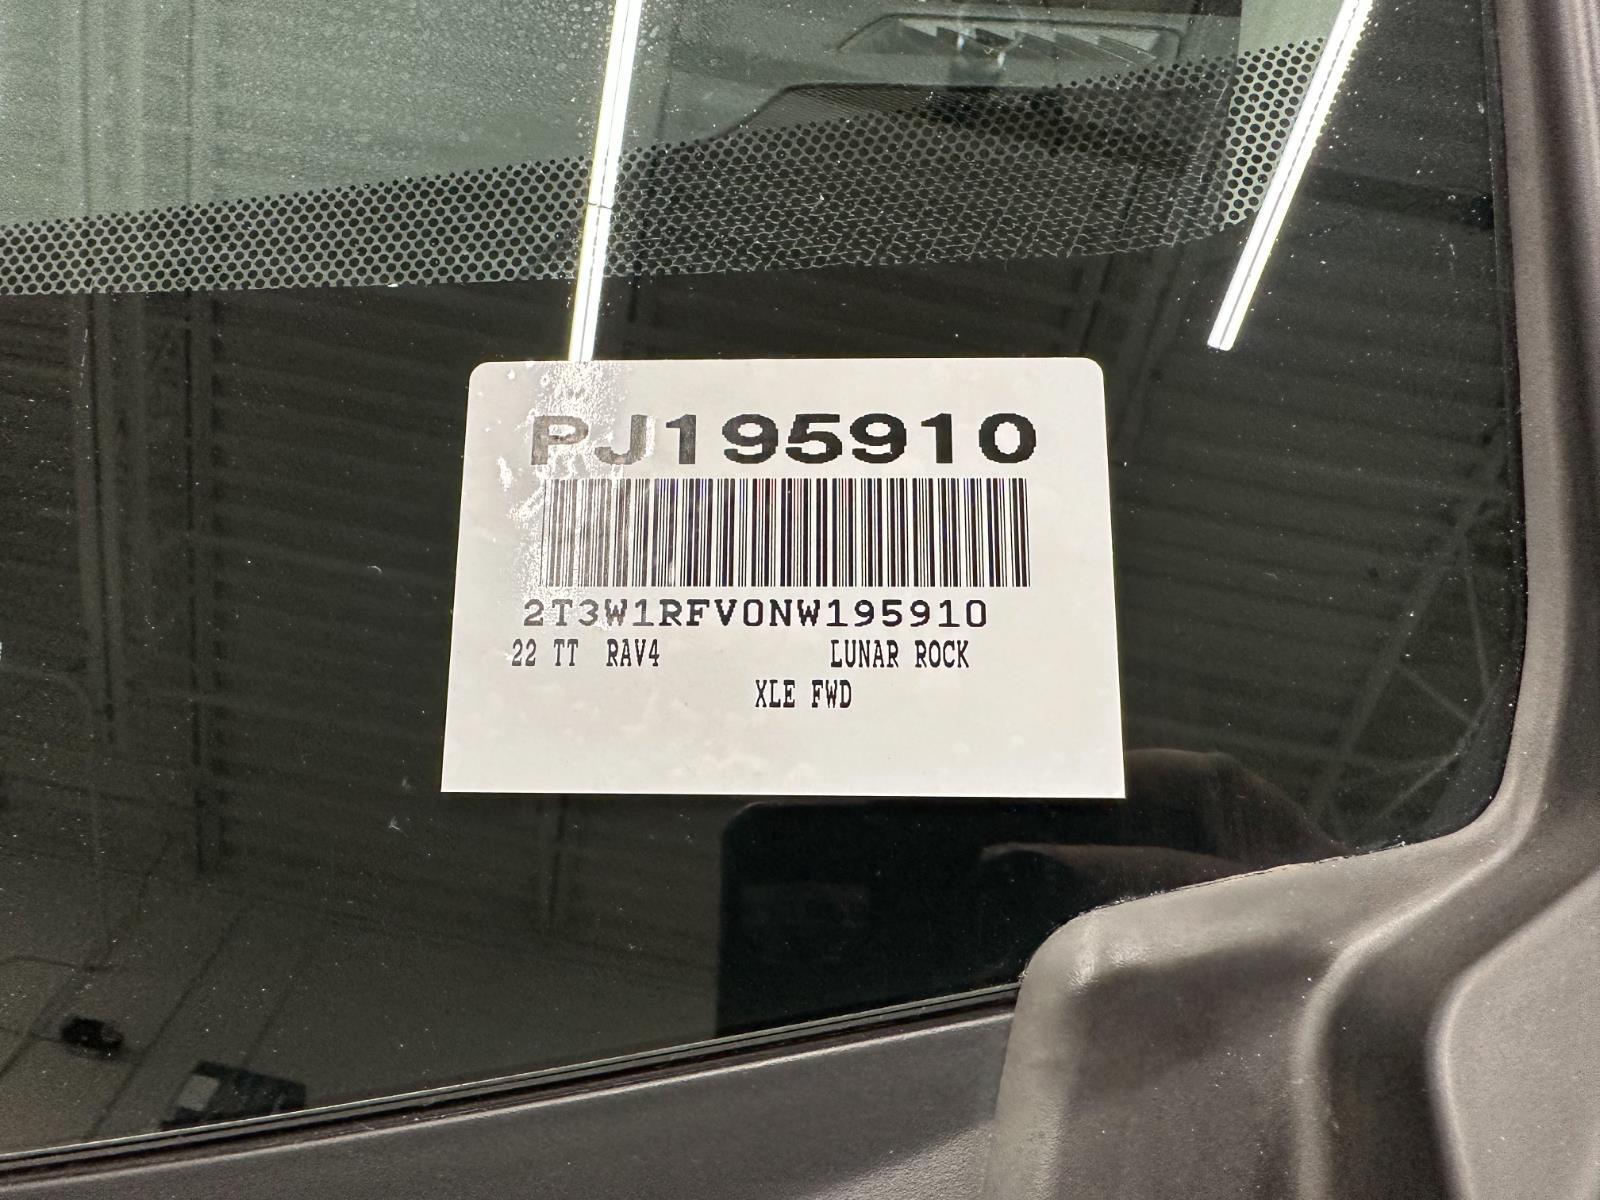 PJ195910
2T3W1RFV0NW195910
22 TT RAV4 LUNAR ROCK
XLE FWD